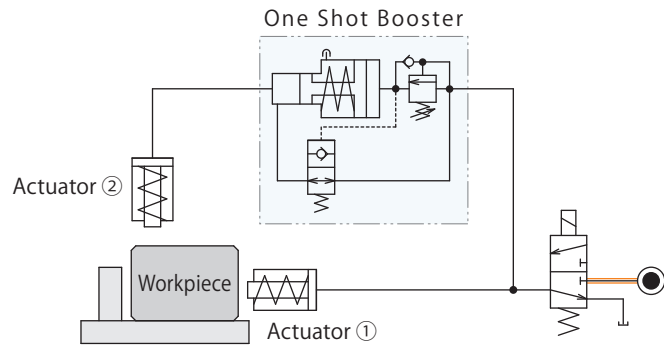 One Shot Booster
Actuator ②
Workpiece
Actuator ①